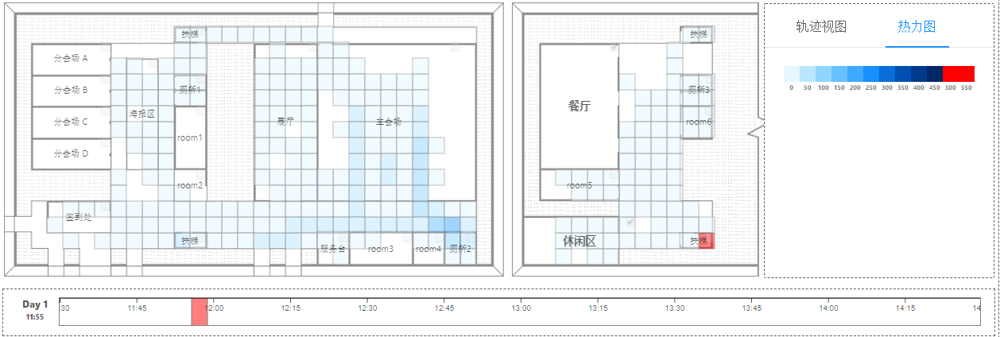 扶梯
分会场 A
分会场 B
厕所1
海报区
展厅
主会场
分会场 C
room1
分会场 D
room2
签到处
扶梯
服务台
room3
room4
厕所2
扶梯
厕所3
餐厅
room6
room5
休闲区
扶梯
轨迹视图 热力图
0 50 100 150 200 250 300 350 400 450 500 550
Day 1
11:55
:30 11:45 12:00 12:15 12:30 12:45 13:00 13:15 13:30 13:45 14:00 14:15 14